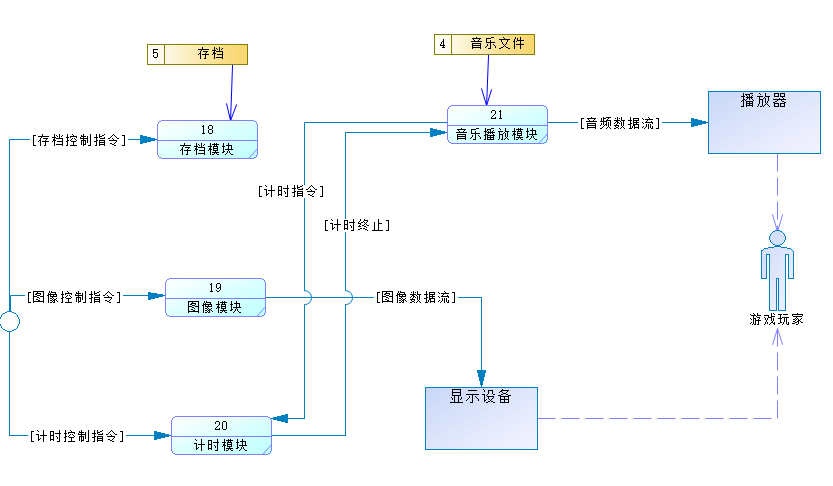 5 存档
4 音乐文件
播放器
18
存档模块
[存档控制指令]
21
音乐播放模块
[音频数据流]
[计时指令]
[计时终止]
19
图像模块
[图像控制指令]
[图像数据流]
游戏玩家
显示设备
20
计时模块
[计时控制指令]